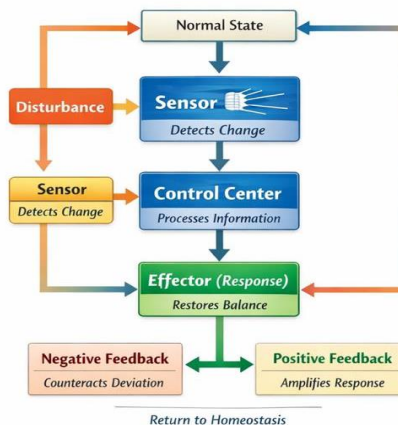 Normal State
Disturbance
Sensor
Detects Change
Sensor
Detects Change
Control Center
Processes Information
Effector (Response)
Restores Balance
Negative Feedback
Counteracts Deviation
Positive Feedback
Amplifies Response
Return to Homeostasis